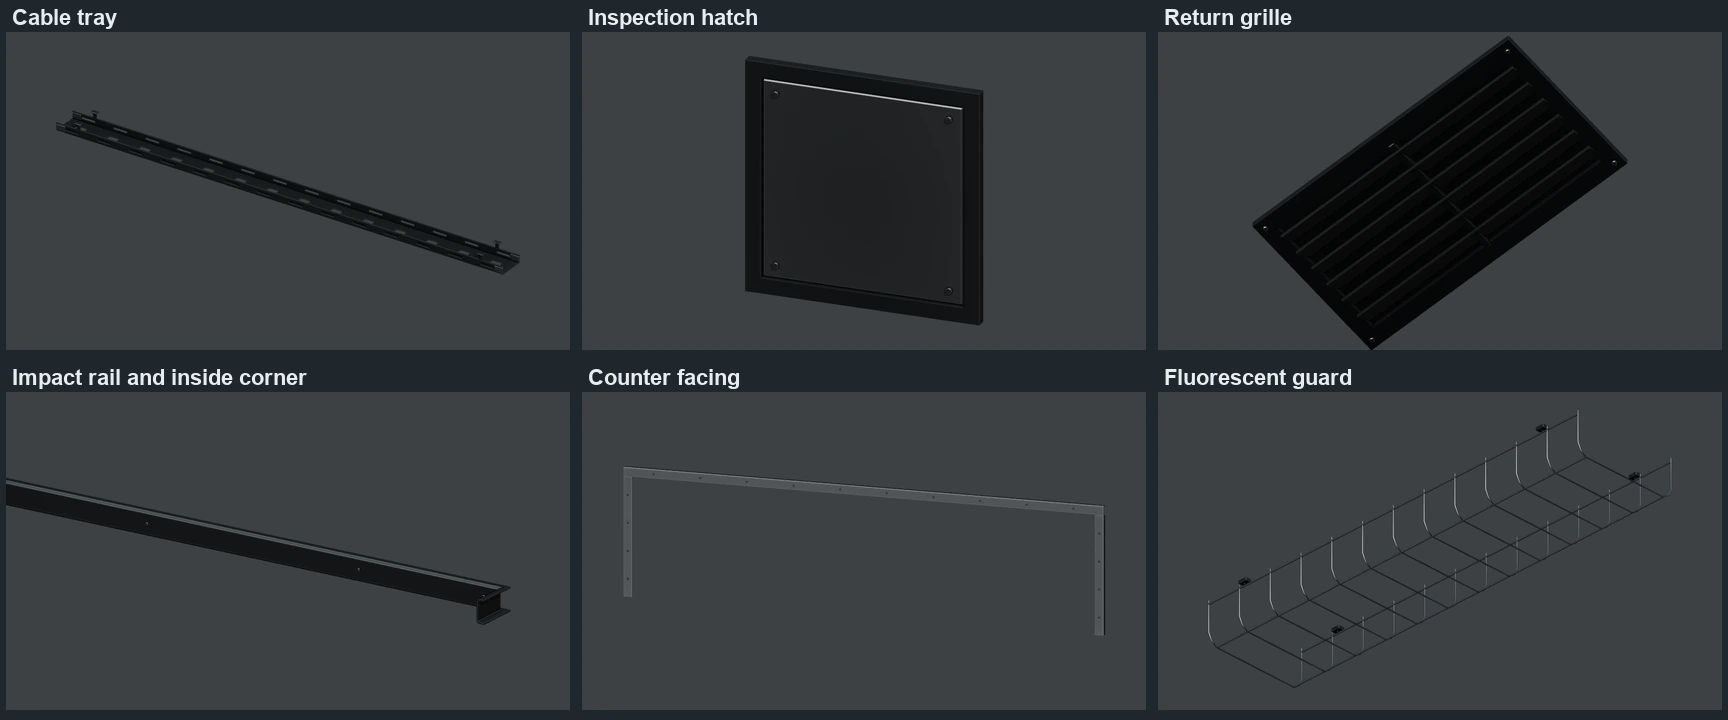 Cable tray
Inspection hatch
Return grille
Impact rail and inside corner
Counter facing
Fluorescent guard